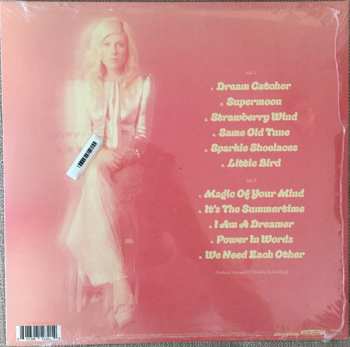 . Dream Catcher
. Supermoon
. Strawberry Wind
. Same Old Tune
. Sparkle Shoelaces
. Little Bird
. Magic Of Your Mind
. It's The Summertime
. I Am A Dreamer
. Power In Words
. We Need Each Other